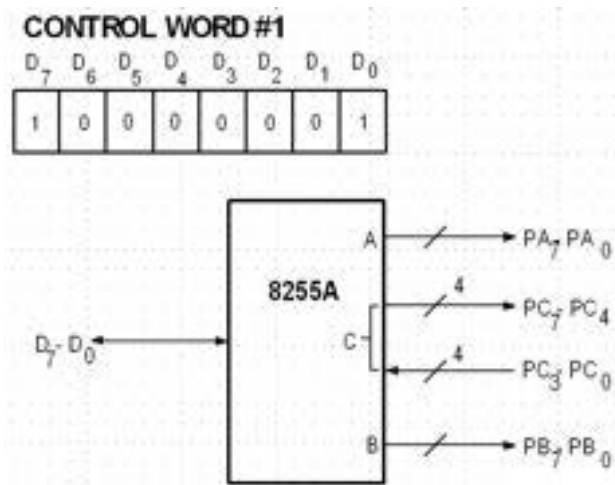 CONTROL WORD #1
D7 D6 D5 D4 D3 D2 D1 D0
1 0 0 0 0 0 0 1
A PA7- PA0
8255A
4
PC7- PC4
D7- D0
C
4
PC3- PC0
B PB7- PB0